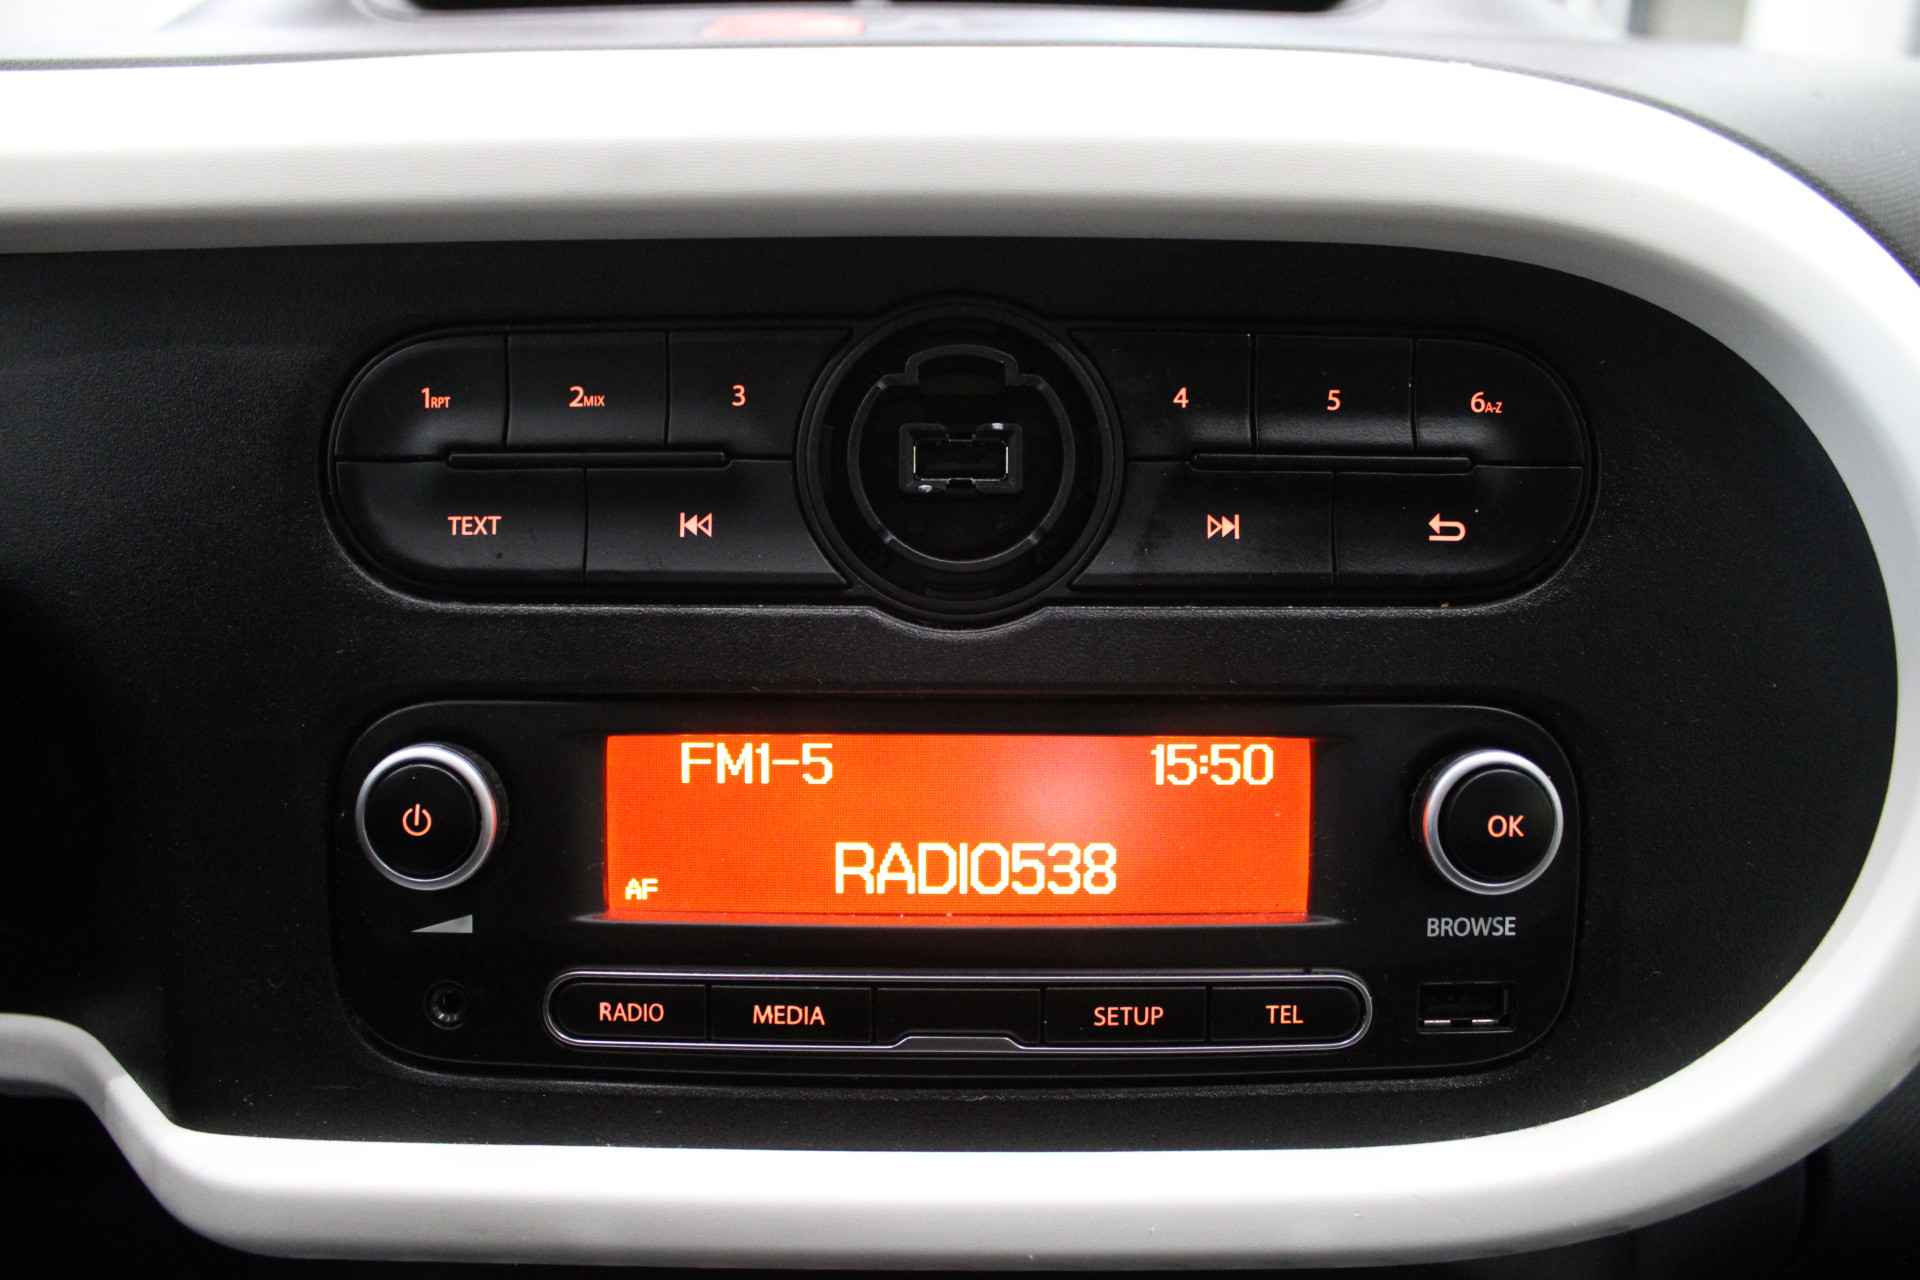 1RPT 2MIX 3 4 5 6A-Z
TEXT
FM1-5 15:50
RADIO538
AF
OK
BROWSE
RADIO MEDIA SETUP TEL